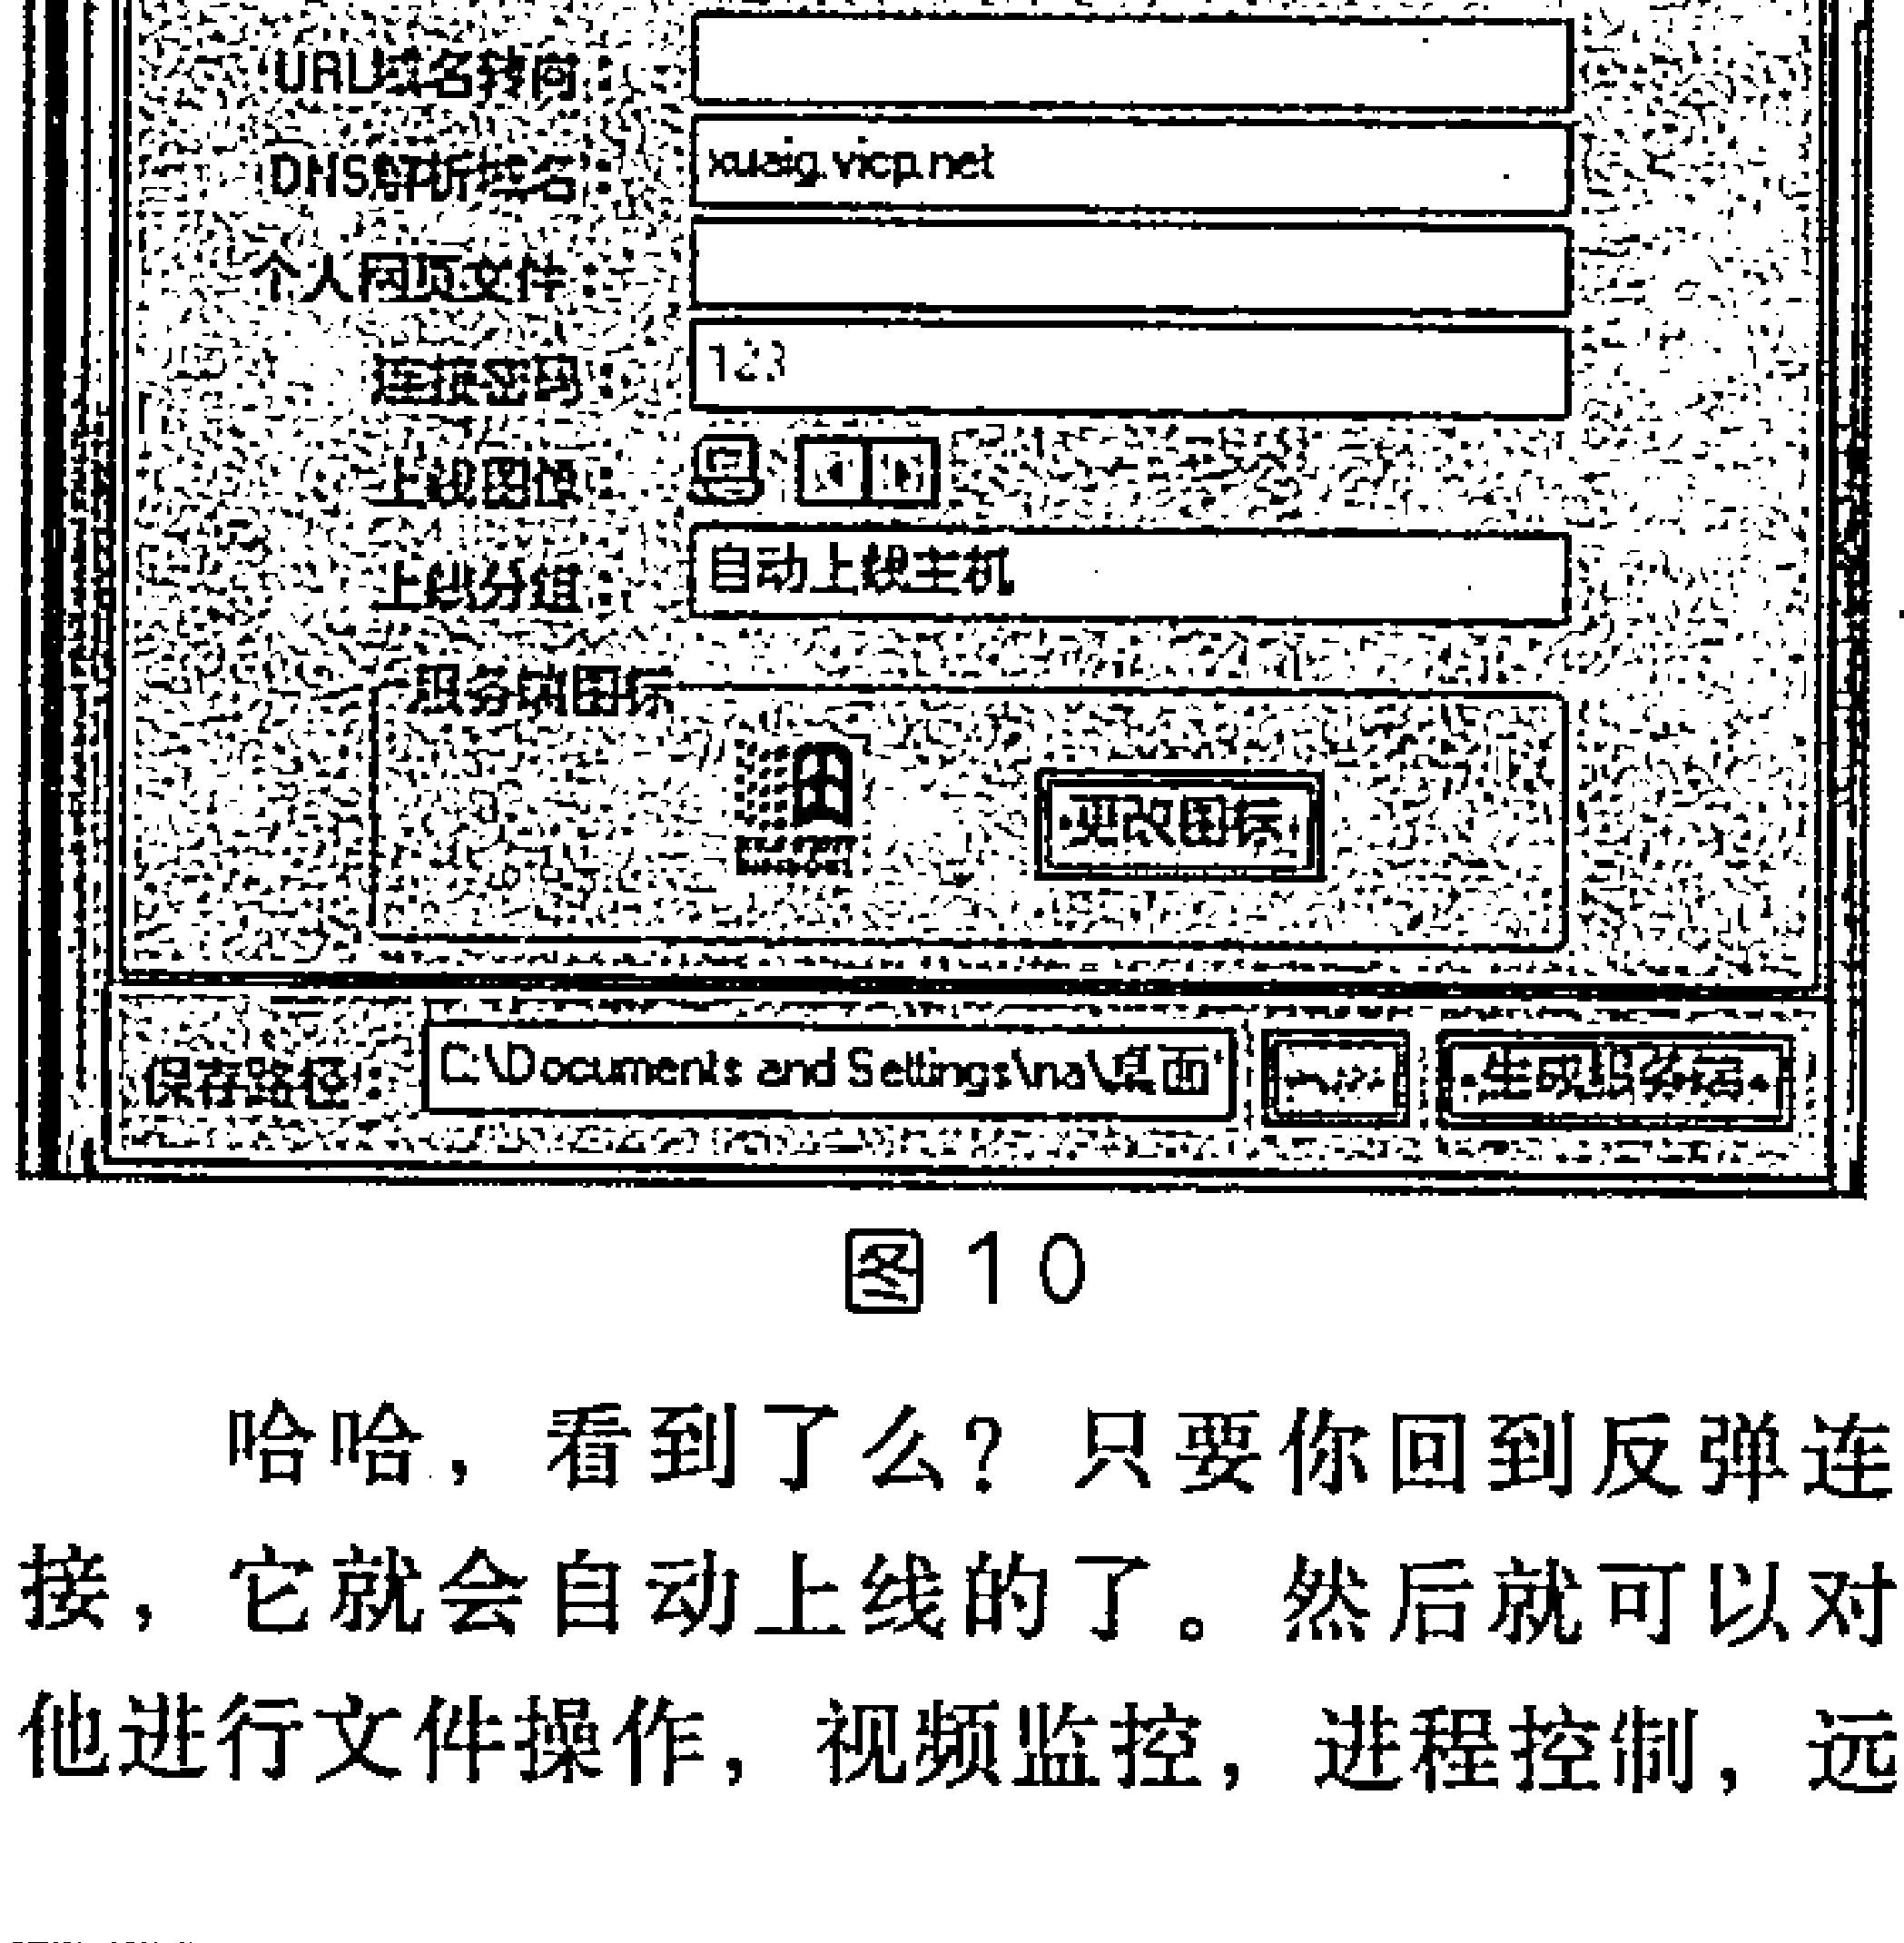 URL域名转向：
DNS解析域名： xuaig.vicp.net
个人网页文件：
连接密码： 123
上线图像：
上线分组： 自动上线主机
服务端图标
更改图标
保存路径： C:\Documents and Settings\na\桌面\ 生成服务端
图10
哈哈，看到了么？只要你回到反弹连
接，它就会自动上线的了。然后就可以对
他进行文件操作，视频监控，进程控制，远